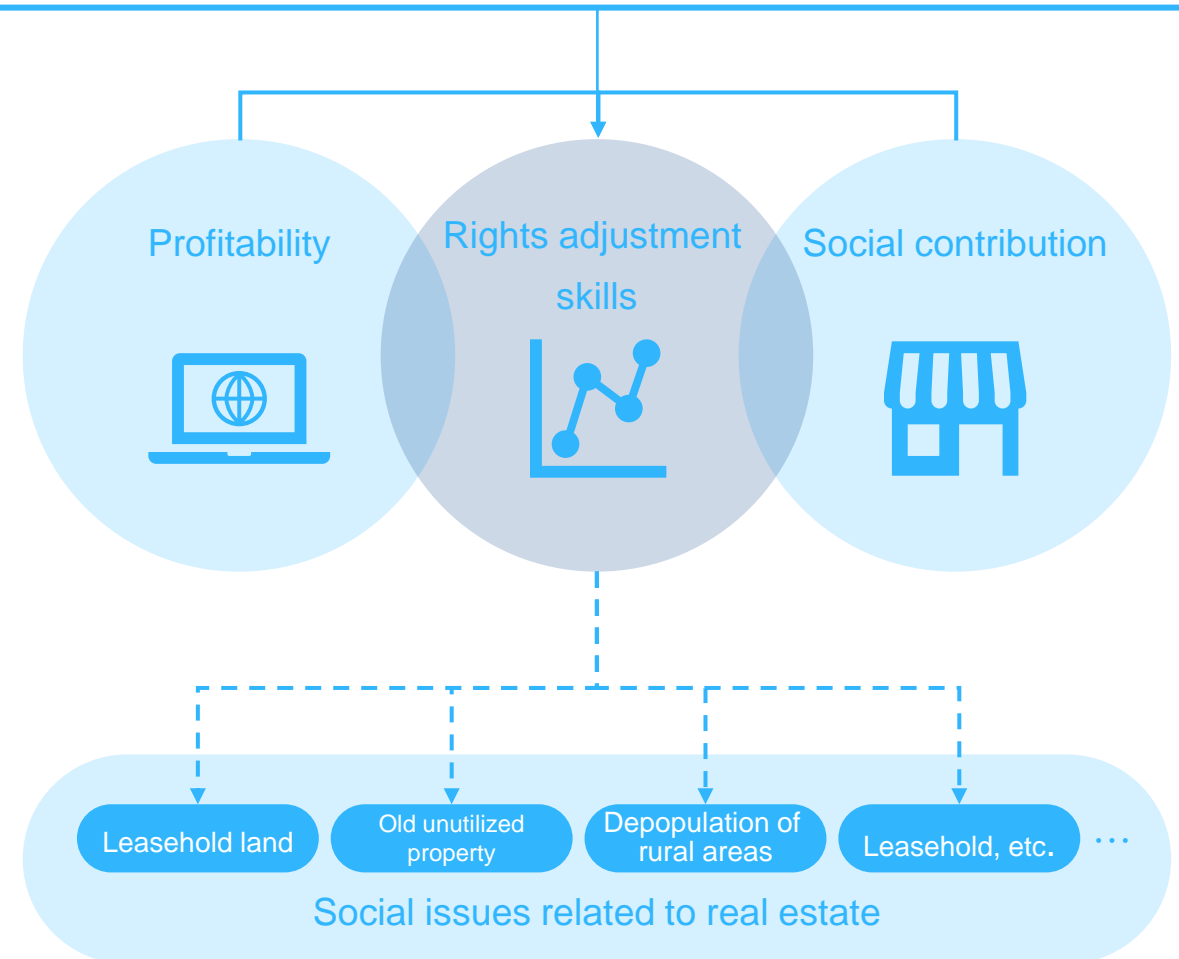 Profitability
Rights adjustment
skills
Social contribution
Leasehold land
Old unutilized
property
Depopulation of
rural areas
Leasehold, etc.
…
Social issues related to real estate